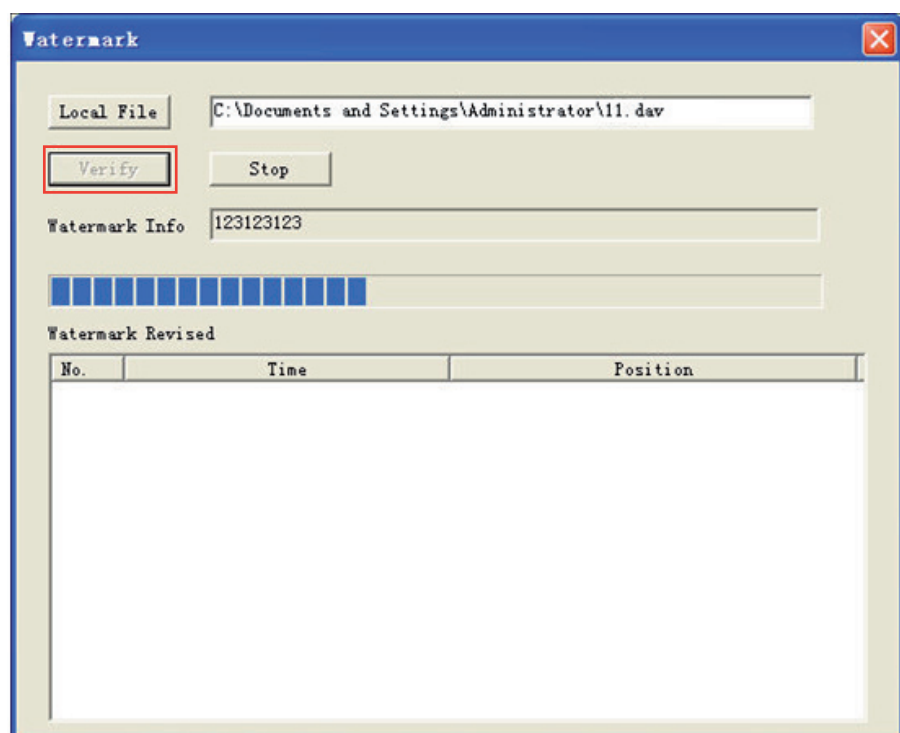 Watermark
Local File C:\Documents and Settings\Administrator\11.dav
Verify Stop
Watermark Info 123123123
Watermark Revised
No. Time Position